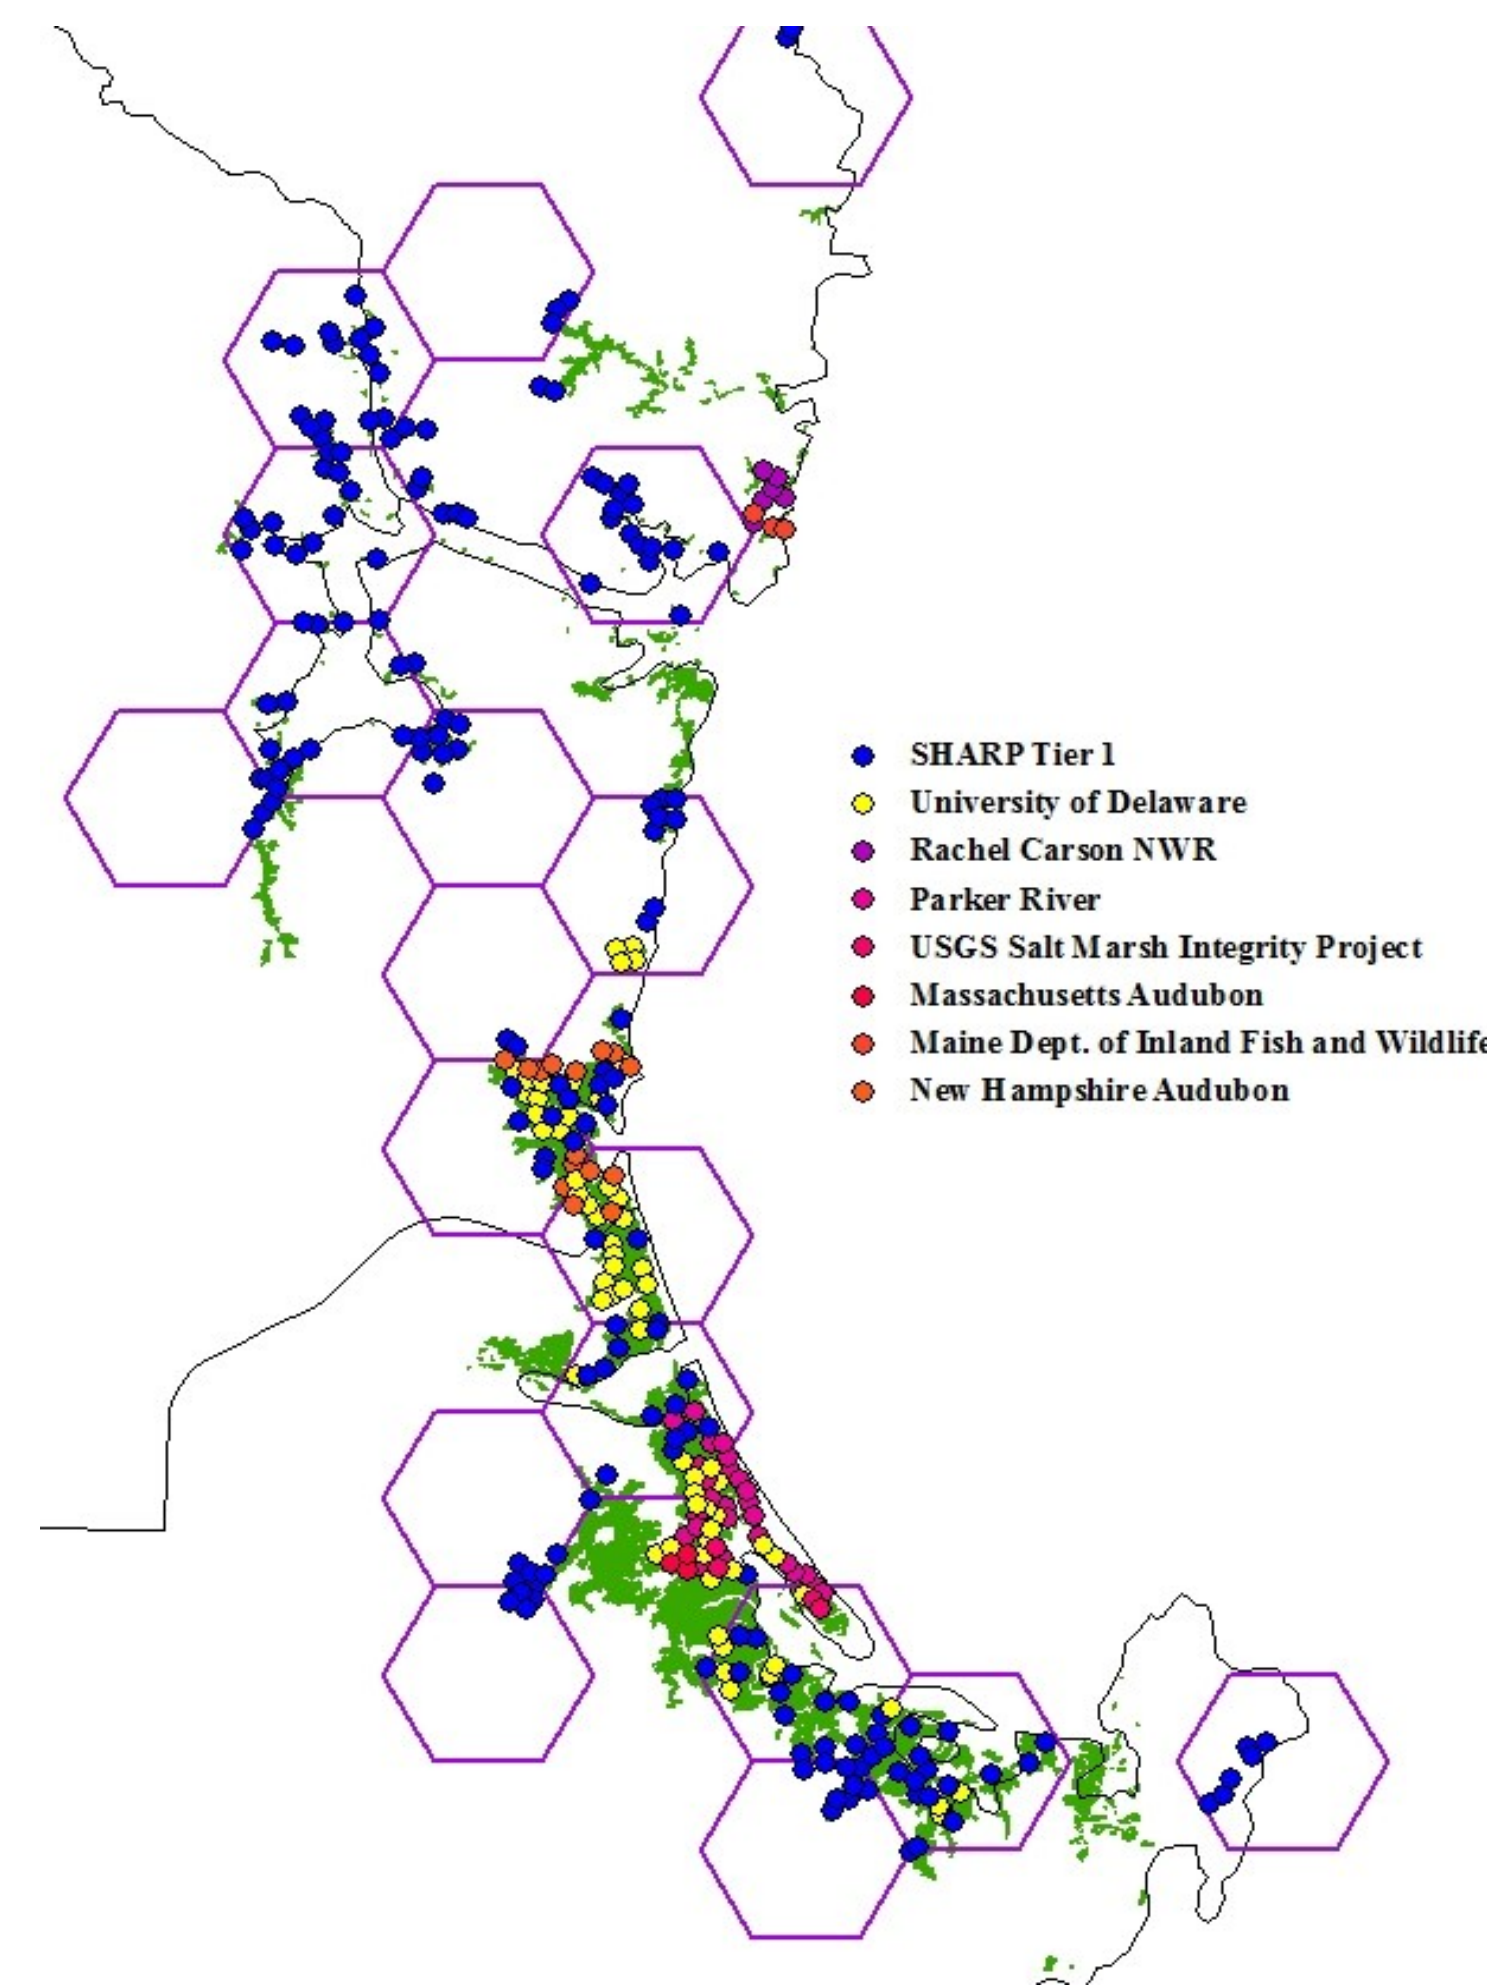 SHARP Tier 1
University of Delaware
Rachel Carson NWR
Parker River
USGS Salt Marsh Integrity Project
Massachusetts Audubon
Maine Dept. of Inland Fish and Wildlife
New Hampshire Audubon